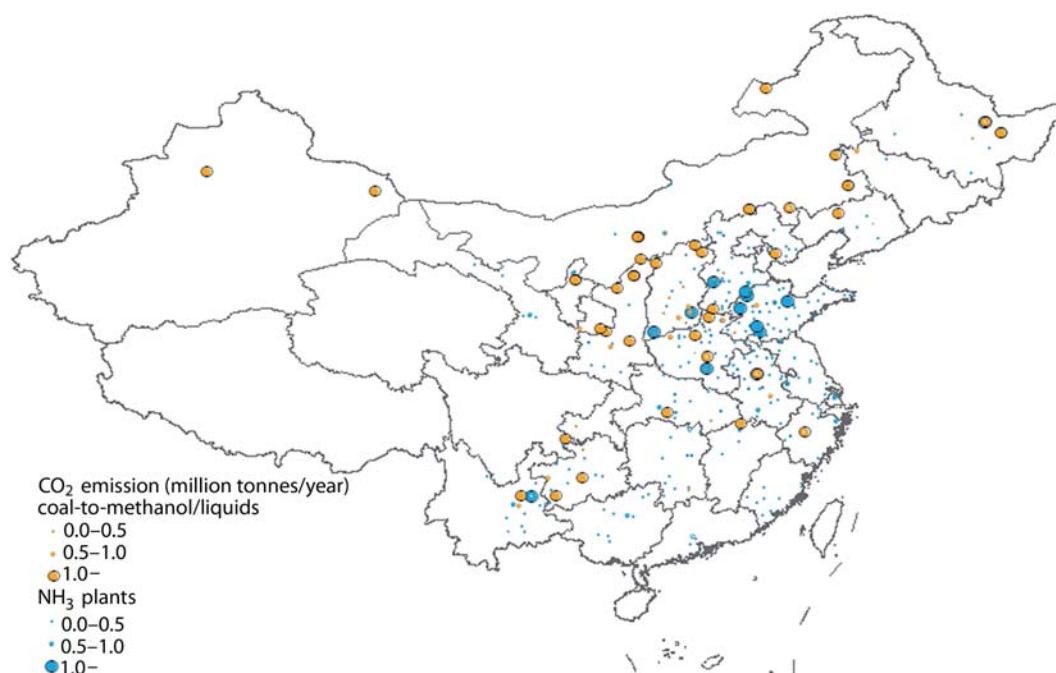 CO₂ emission (million tonnes/year)
coal-to-methanol/liquids
0.0–0.5
0.5–1.0
1.0–
NH₃ plants
0.0–0.5
0.5–1.0
1.0–